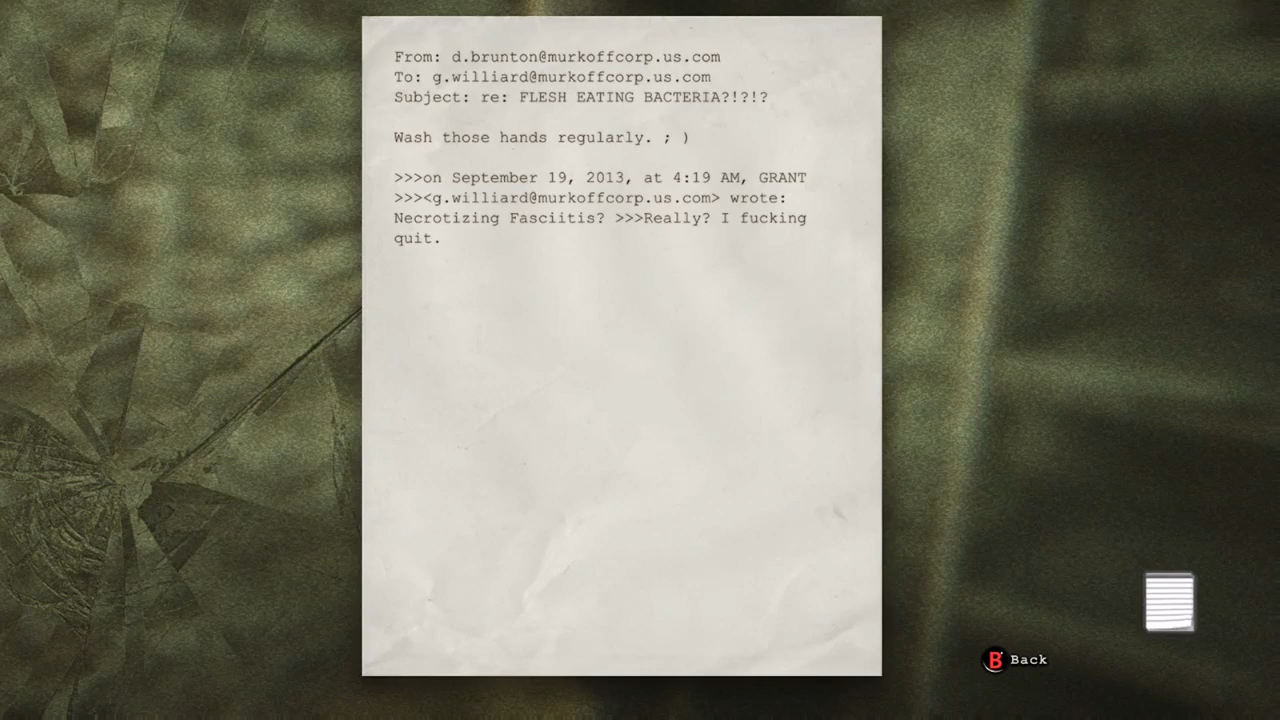 From: d.brunton@murkoffcorp.us.com
To: g.williard@murkoffcorp.us.com
Subject: re: FLESH EATING BACTERIA?!?!?
Wash those hands regularly. ; )
>>>on September 19, 2013, at 4:19 AM, GRANT
>>><g.williard@murkoffcorp.us.com> wrote:
Necrotizing Fasciitis? >>>Really? I fucking
quit.
B Back